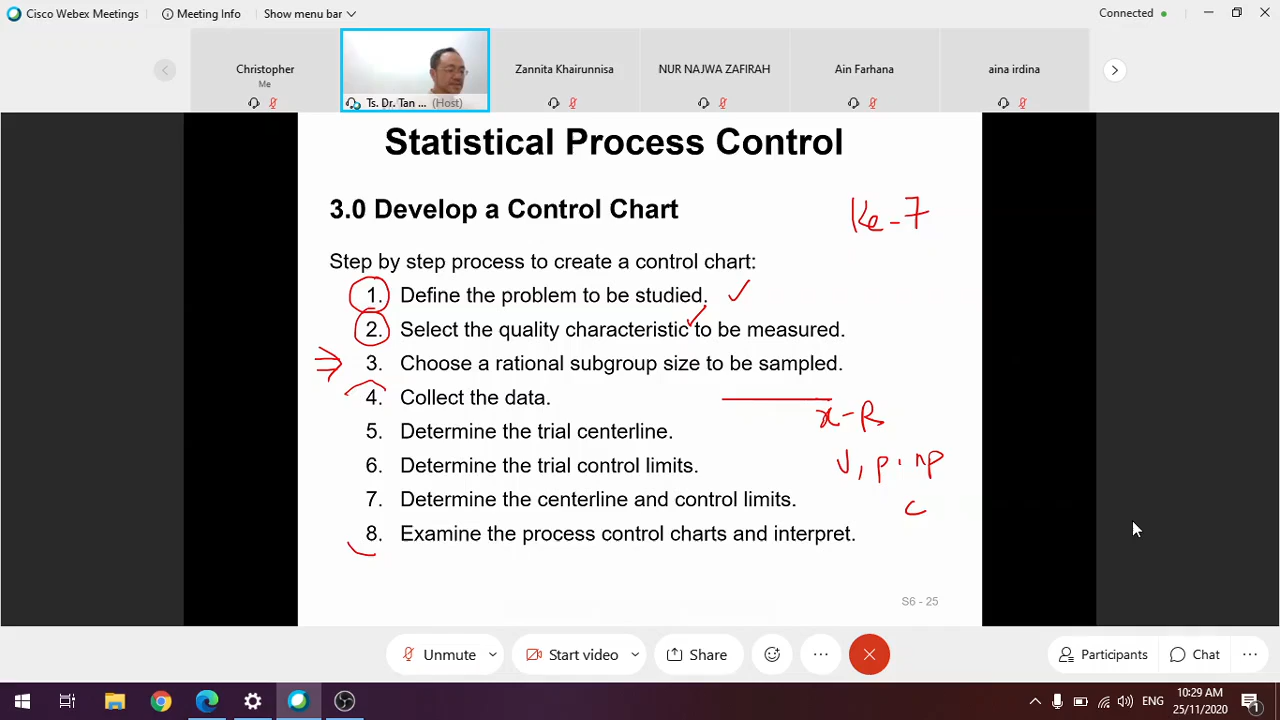 Cisco Webex Meetings
Meeting Info
Show menu bar
Connected
Christopher
Me
Ts. Dr. Tan ... (Host)
Zannita Khairunnisa
NUR NAJWA ZAFIRAH
Ain Farhana
aina irdina
Statistical Process Control
3.0 Develop a Control Chart
Ke-7
Step by step process to create a control chart:
1. Define the problem to be studied.
2. Select the quality characteristic to be measured.
3. Choose a rational subgroup size to be sampled.
4. Collect the data.
x-R
5. Determine the trial centerline.
6. Determine the trial control limits.
p. np
7. Determine the centerline and control limits.
c
8. Examine the process control charts and interpret.
S6 - 25
Unmute
Start video
Share
Participants
Chat
ENG
10:29 AM
25/11/2020
1